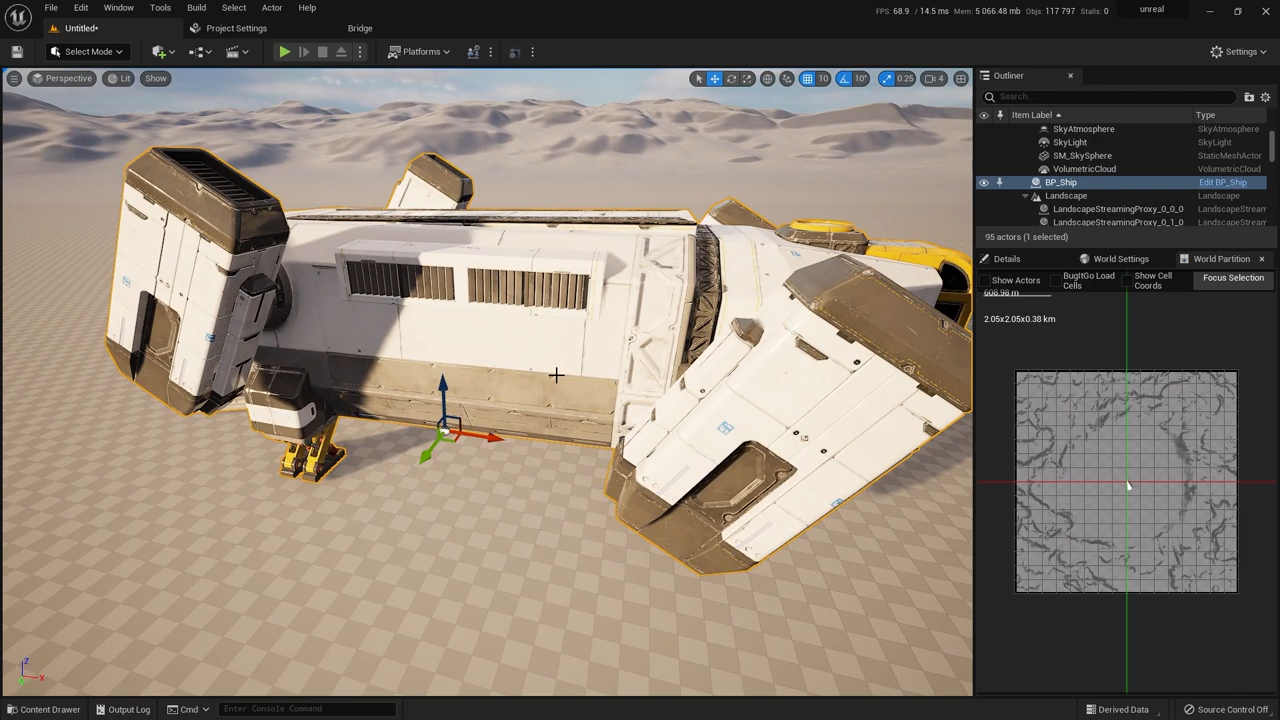 File Edit Window Tools Build Select Actor Help
FPS: 68.9 / 14.5 ms Mem: 5 066.48 mb Objs: 117 797 Stalls: 0
unreal
Untitled* Project Settings Bridge
Select Mode Platforms Settings
Perspective Lit Show
10 10° 0.25 4
Outliner
Search...
Item Label Type
SkyAtmosphere SkyAtmosphere
SkyLight SkyLight
SM_SkySphere StaticMeshActor
VolumetricCloud VolumetricCloud
BP_Ship Edit BP_Ship
Landscape Landscape
LandscapeStreamingProxy_0_0_0 LandscapeStream
LandscapeStreamingProxy_0_1_0 LandscapeStream
95 actors (1 selected)
Details World Settings World Partition
Show Actors BugItGo Load Cells Show Cell Coords Focus Selection
608.98 m
2.05x2.05x0.38 km
Z
X
Content Drawer Output Log Cmd Enter Console Command
Derived Data Source Control Off